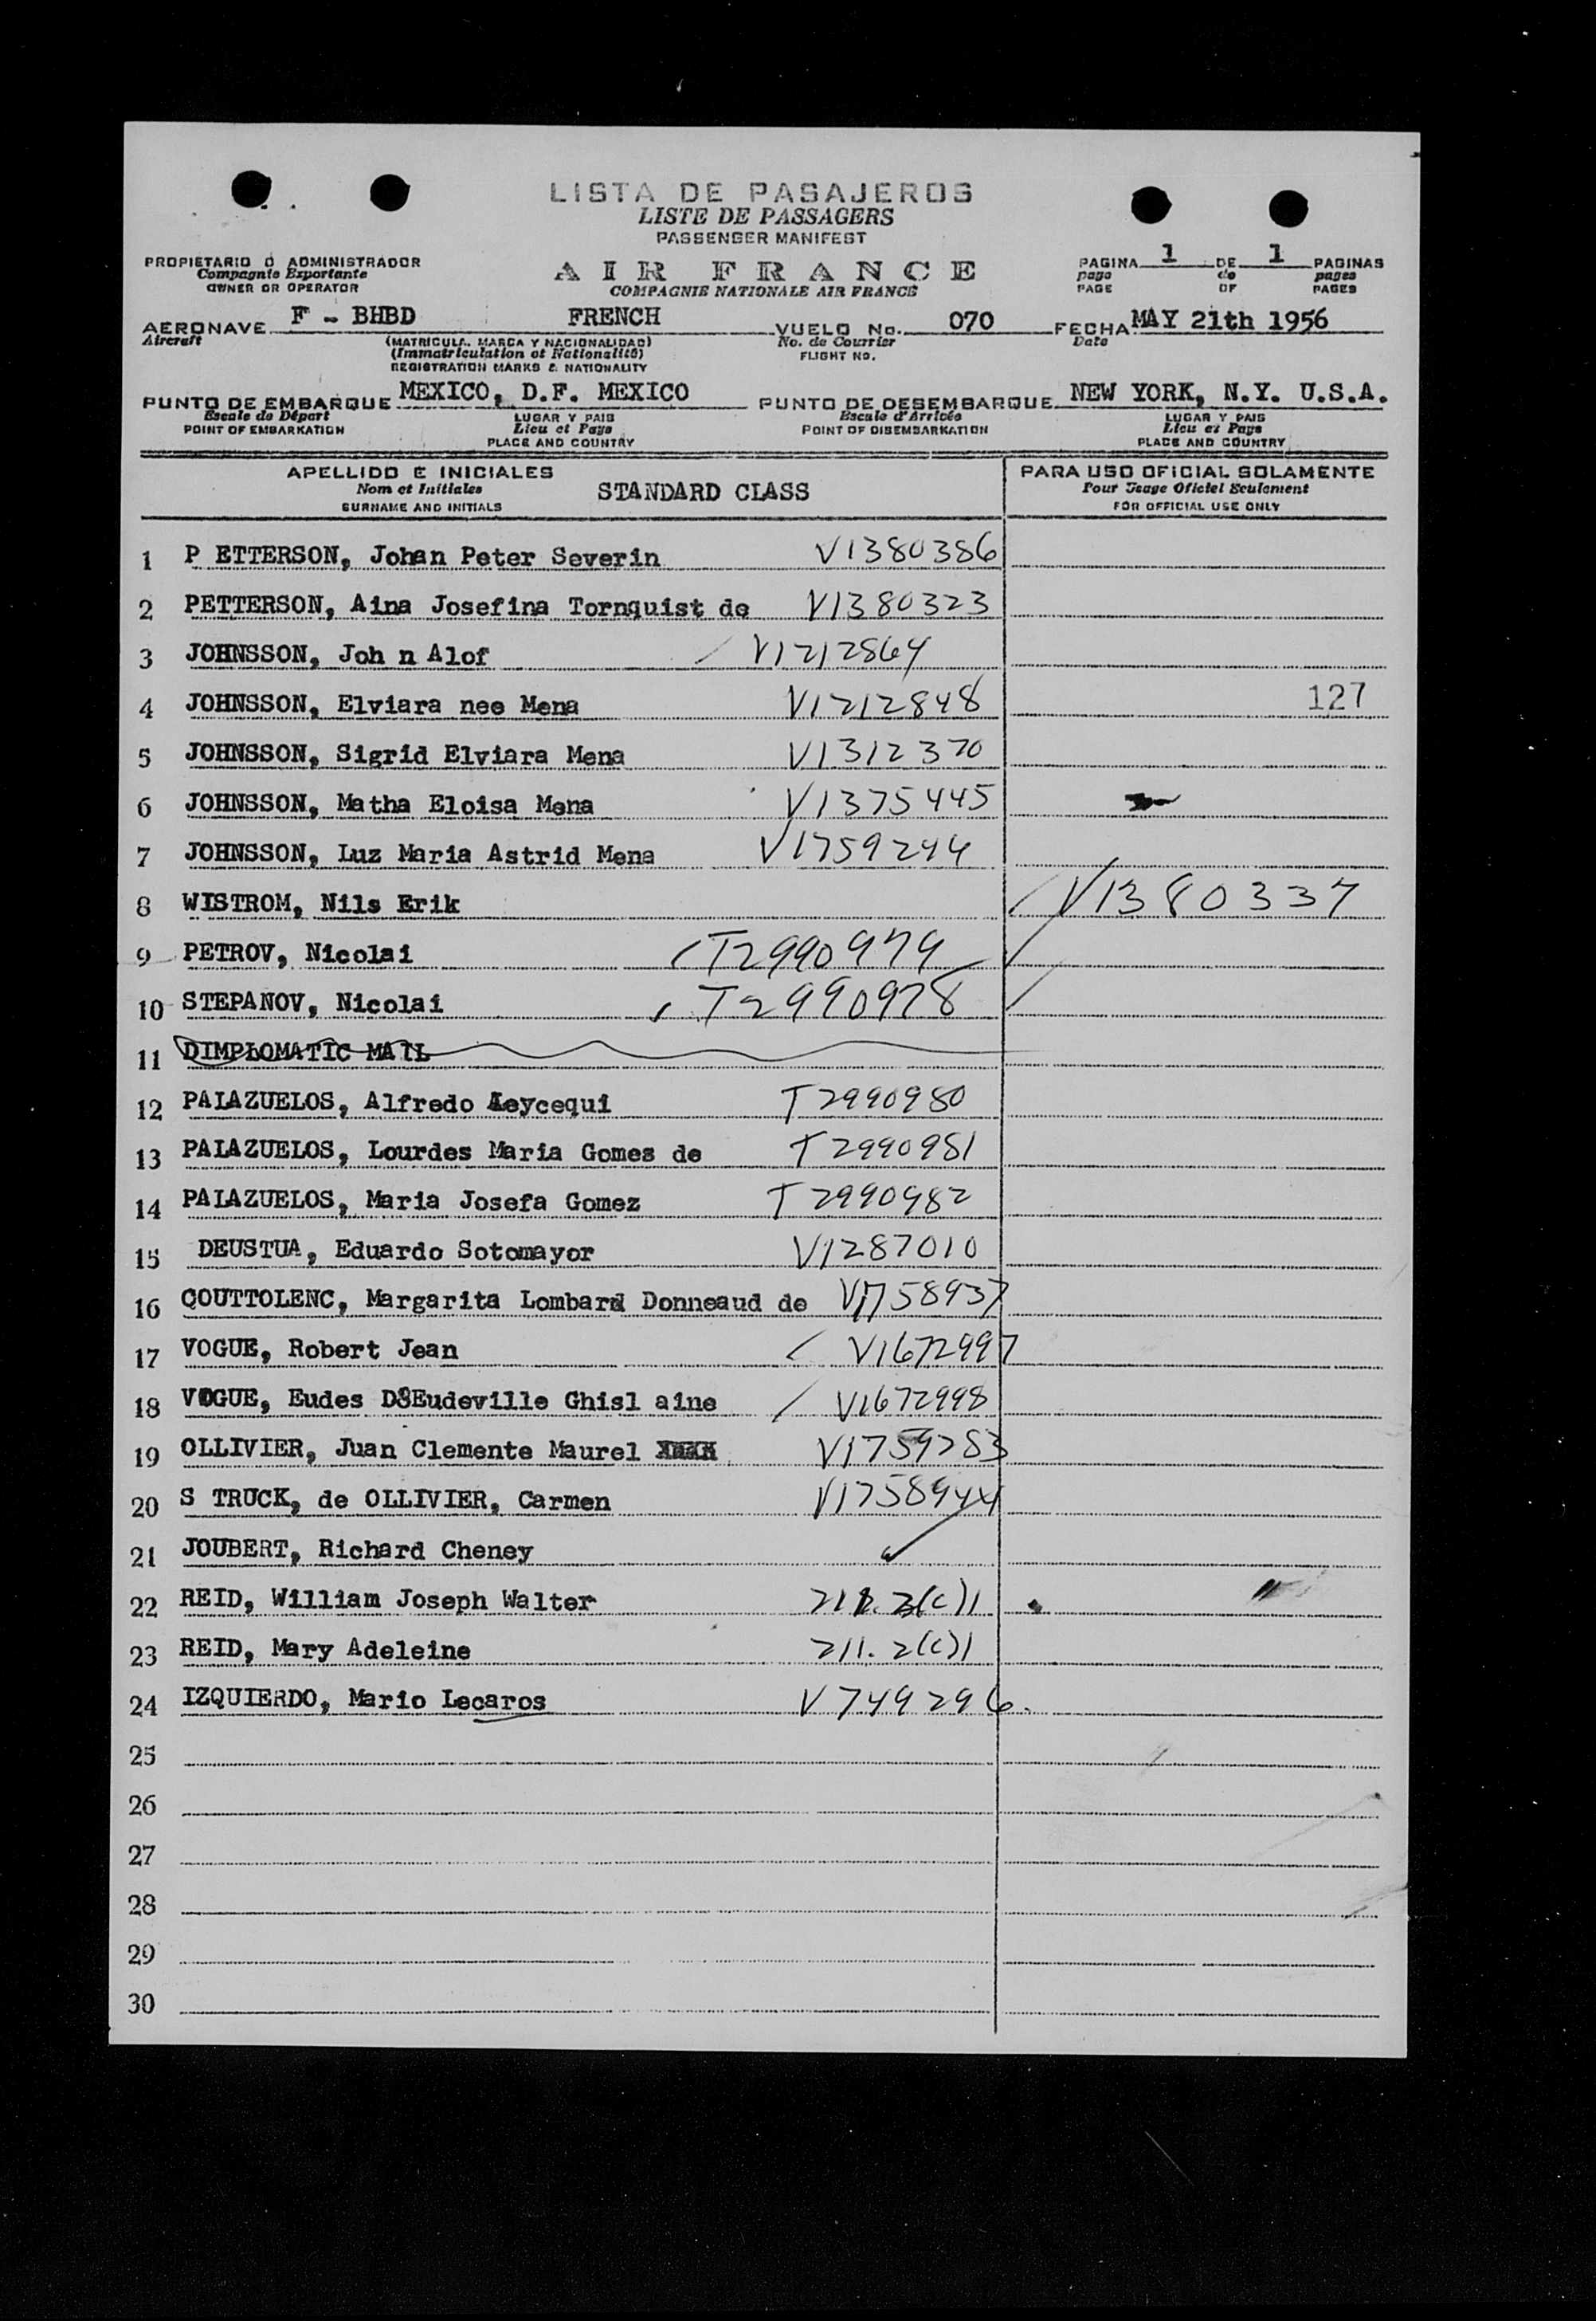 LISTA DE PASAJEROS
LISTE DE PASSAGERS
PASSENGER MANIFEST
PROPIETARIO O ADMINISTRADOR
Compagnie Exportante
OWNER OR OPERATOR
AIR FRANCE
COMPAGNIE NATIONALE AIR FRANCE
PAGINA 1 DE 1 PAGINAS
page de pages
PAGE OF PAGES
AERONAVE F - BHBD FRENCH VUELO No. 070 FECHA MAY 21th 1956
Aircraft (MATRICULA, MARCA Y NACIONALIDAD) No. de Courrier Date
(Immatriculation et Nationalité) FLIGHT NO.
REGISTRATION MARKS & NATIONALITY
PUNTO DE EMBARQUE MEXICO, D.F. MEXICO PUNTO DE DESEMBARQUE NEW YORK, N.Y. U.S.A.
Escale de Départ LUGAR Y PAIS Escale d'Arrivée LUGAR Y PAIS
POINT OF EMBARKATION Lieu et Pays POINT OF DISEMBARKATION Lieu et Pays
PLACE AND COUNTRY PLACE AND COUNTRY
APELLIDO E INICIALES PARA USO OFICIAL SOLAMENTE
Nom et Initiales STANDARD CLASS Pour Usage Oficiel Seulement
SURNAME AND INITIALS FOR OFFICIAL USE ONLY
1 P ETTERSON, Johan Peter Severin V1380386
2 PETTERSON, Aina Josefina Tornquist de V1380323
3 JOHNSSON, Joh n Alof V1212864
4 JOHNSSON, Elviara nee Mena V1212848 127
5 JOHNSSON, Sigrid Elviara Mena V1312370
6 JOHNSSON, Matha Eloisa Mena V1375445
7 JOHNSSON, Luz Maria Astrid Mena V1759244
8 WISTROM, Nils Erik V1380337
9 PETROV, Nicolai T2990979
10 STEPANOV, Nicolai T2990978
11 DIMPLOMATIC MAIL
12 PALAZUELOS, Alfredo Leycequi T2990980
13 PALAZUELOS, Lourdes Maria Gomes de T2990981
14 PALAZUELOS, Maria Josefa Gomez T2990982
15 DEUSTUA, Eduardo Sotomayor V1287010
16 COUTTOLENC, Margarita Lombard Donneaud de V1758937
17 VOGUE, Robert Jean V1672997
18 VOGUE, Eudes D8Eudeville Ghisl aine V1672998
19 OLLIVIER, Juan Clemente Maurel V1759283
20 S TRUCK, de OLLIVIER, Carmen V1758944
21 JOUBERT, Richard Cheney
22 REID, William Joseph Walter 211. 2(c)1
23 REID, Mary Adeleine 211. 2(c)1
24 IZQUIERDO, Mario Lecaros V749296
25
26
27
28
29
30